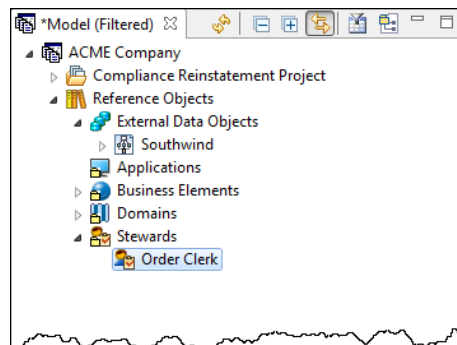 *Model (Filtered)
ACME Company
Compliance Reinstatement Project
Reference Objects
External Data Objects
Southwind
Applications
Business Elements
Domains
Stewards
Order Clerk